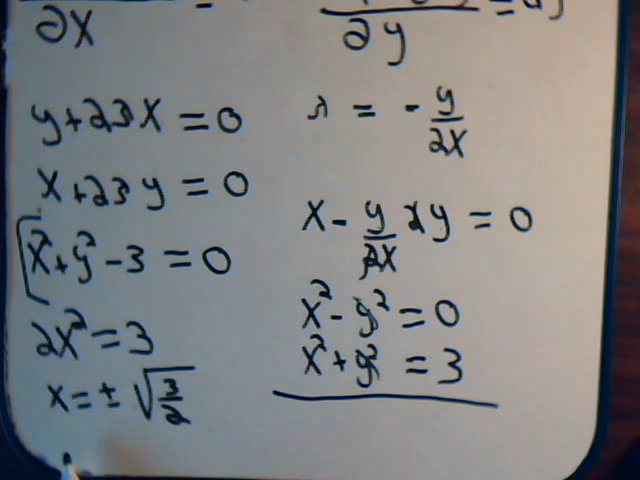 ∂x
∂y
y + 2λx = 0
x + 2λy = 0
x² + y² - 3 = 0
2x² = 3
x = ± √(3/2)
λ = - y/2x
x - y/2x 2y = 0
x² - y² = 0
x² + y² = 3